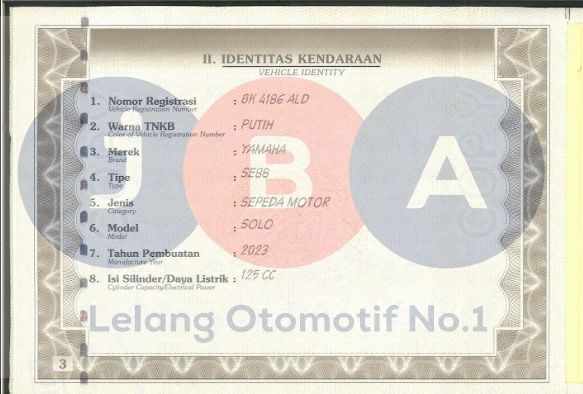 II. IDENTITAS KENDARAAN
VEHICLE IDENTITY
1. Nomor Registrasi : BK 4186 ALD
Vehicle Registration Number
2. Warna TNKB : PUTIH
Color of Vehicle Registration Number
3. Merek : YAMAHA
Brand
4. Tipe : SE88
Type
5. Jenis : SEPEDA MOTOR
Category
6. Model : SOLO
Model
7. Tahun Pembuatan : 2023
Manufacture Year
8. Isi Silinder/Daya Listrik : 125 CC
Cylinder Capacity/Electrical Power
J B A
Lelang Otomotif No.1
3